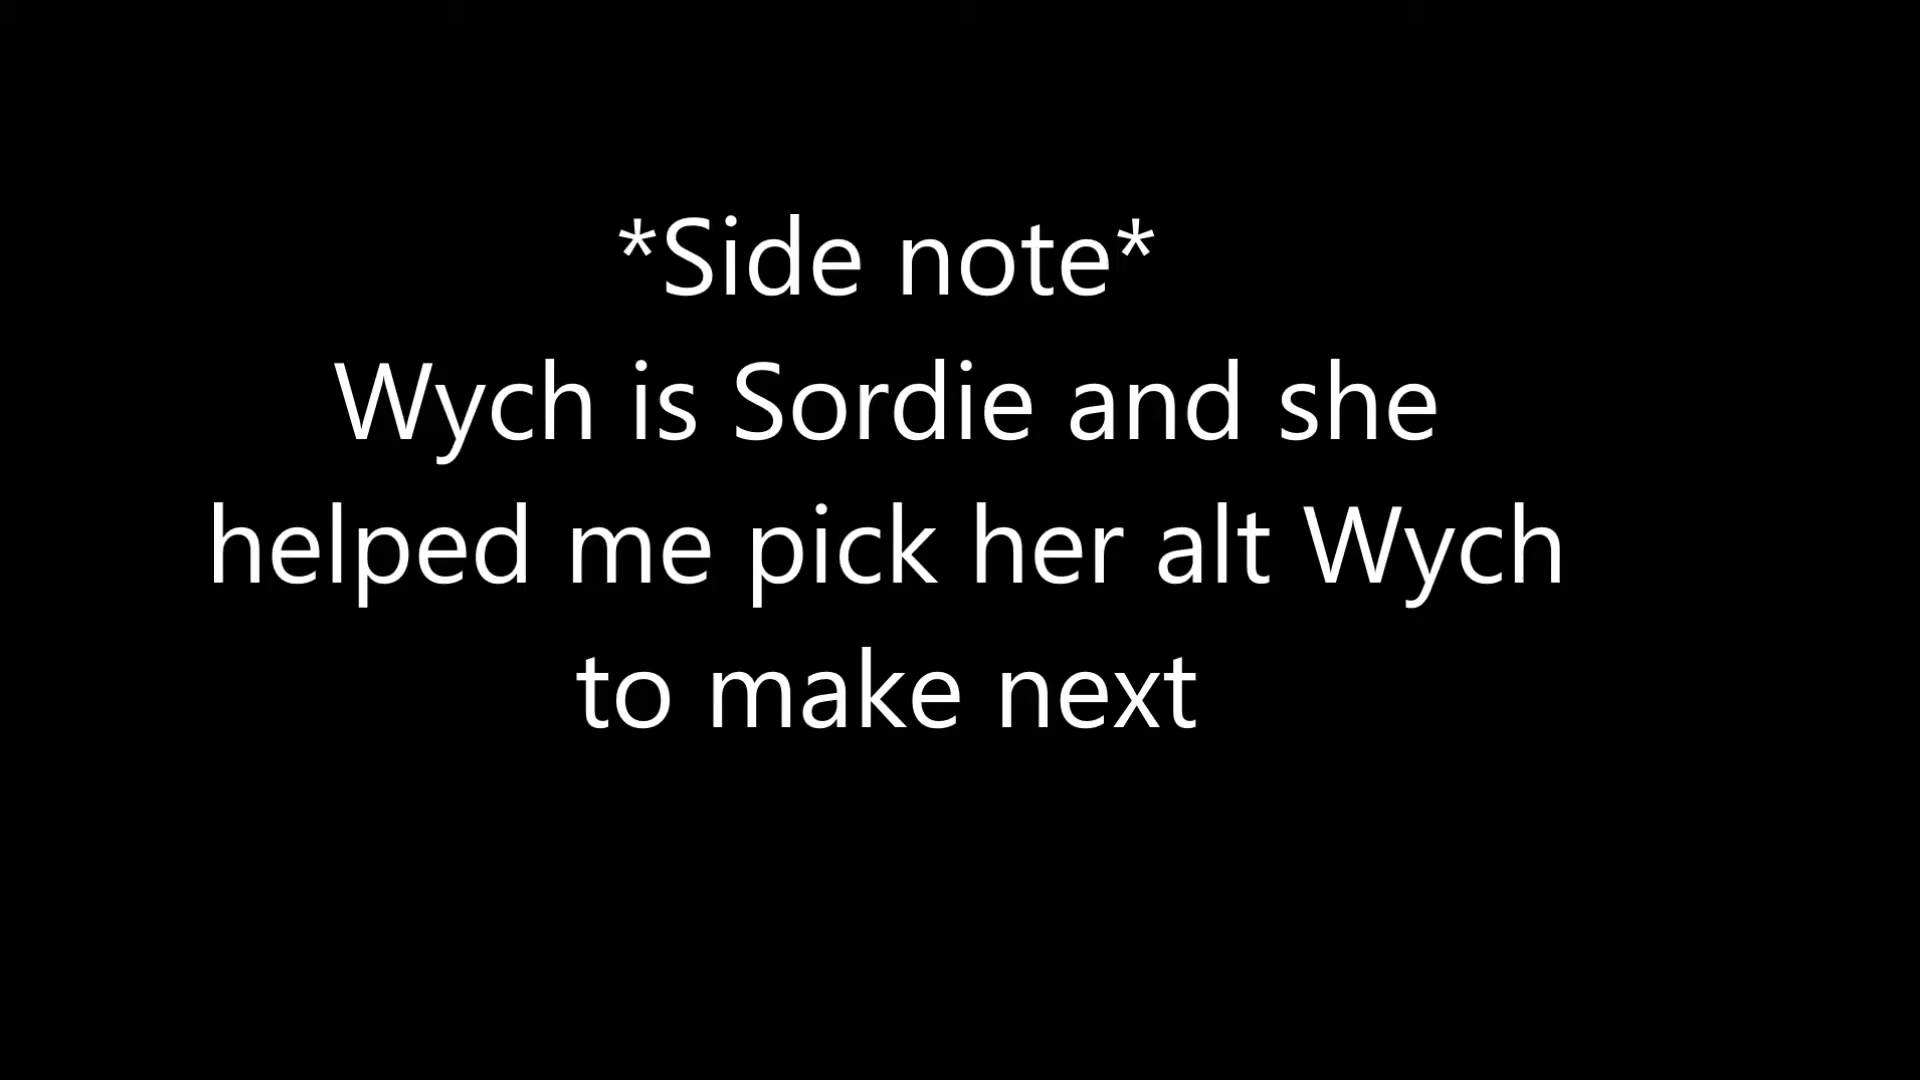 *Side note*
Wych is Sordie and she
helped me pick her alt Wych
to make next